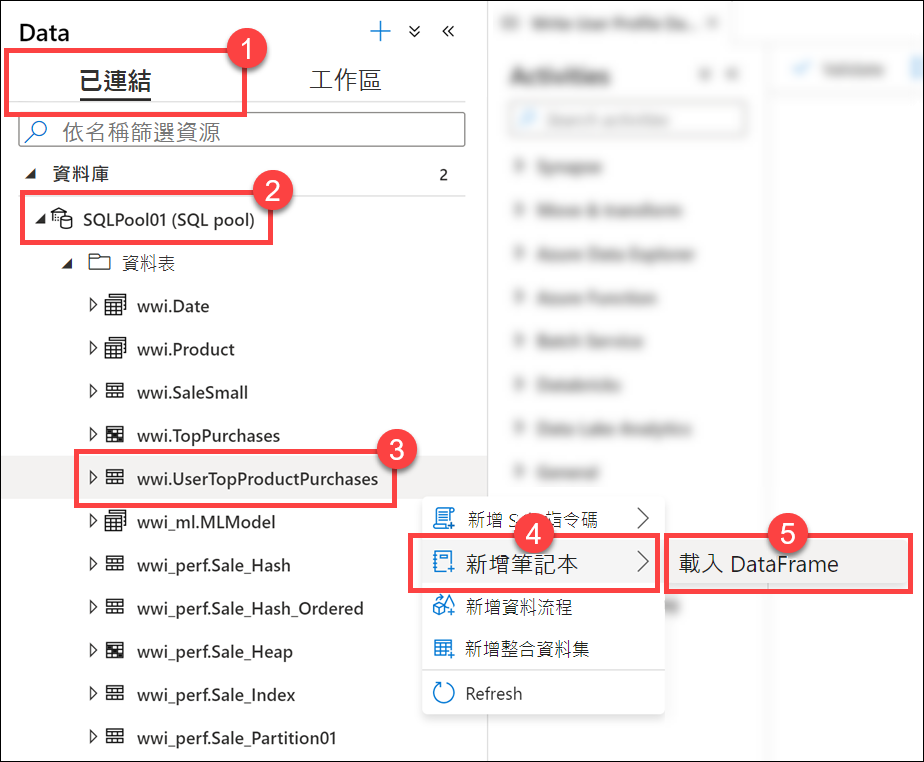 Data
1
已連結
工作區
依名稱篩選資源
資料庫
2
2
SQLPool01 (SQL pool)
資料表
wwi.Date
wwi.Product
wwi.SaleSmall
wwi.TopPurchases
3
wwi.UserTopProductPurchases
wwi_ml.MLModel
wwi_perf.Sale_Hash
wwi_perf.Sale_Hash_Ordered
wwi_perf.Sale_Heap
wwi_perf.Sale_Index
wwi_perf.Sale_Partition01
新增 指令碼
4
新增筆記本
5
載入 DataFrame
新增資料流程
新增整合資料集
Refresh
Activities
Search activities
Synapse
Move & transform
Azure Data Explorer
Azure Function
Batch Service
Databricks
Data Lake Analytics
General
Validate